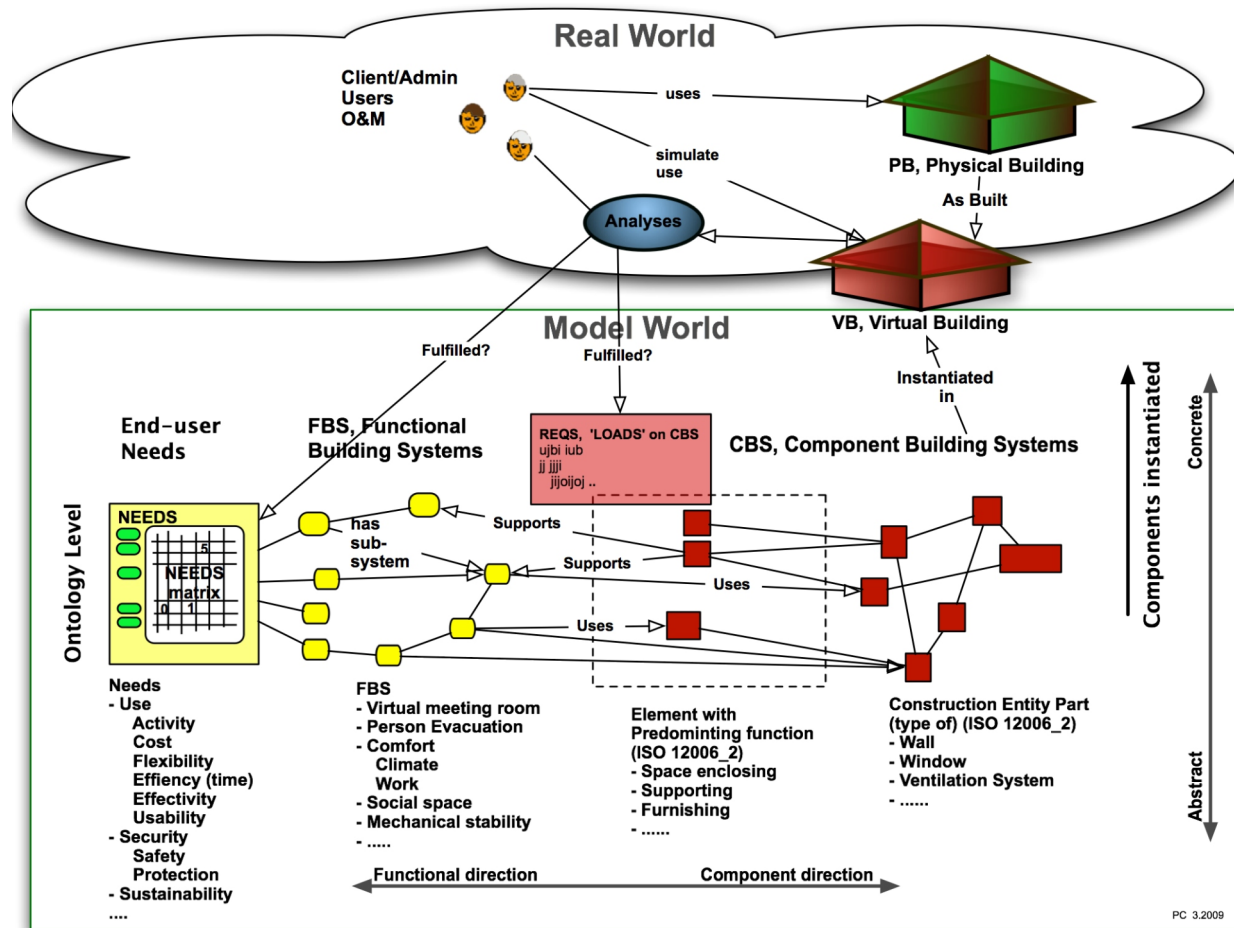 Real World
Client/Admin
Users
O&M
uses
simulate
use
PB, Physical Building
As Built
Analyses
Model World
VB, Virtual Building
Fulfilled?
Fulfilled?
Instantiated
in
End-user
Needs
FBS, Functional
Building Systems
REQS, 'LOADS' on CBS
ujbi iub
jj jjji
jijoijoj ..
CBS, Component Building Systems
Components instantiated
Concrete
Abstract
Ontology Level
NEEDS
5
NEEDS
matrix
0 1
has
sub-
system
Supports
Supports
Uses
Uses
Needs
- Use
Activity
Cost
Flexibility
Effiency (time)
Effectivity
Usability
- Security
Safety
Protection
- Sustainability
....
FBS
- Virtual meeting room
- Person Evacuation
- Comfort
Climate
Work
- Social space
- Mechanical stability
- .....
Element with
Predominting function
(ISO 12006_2)
- Space enclosing
- Supporting
- Furnishing
- ......
Construction Entity Part
(type of) (ISO 12006_2)
- Wall
- Window
- Ventilation System
- ......
Functional direction
Component direction
PC 3.2009